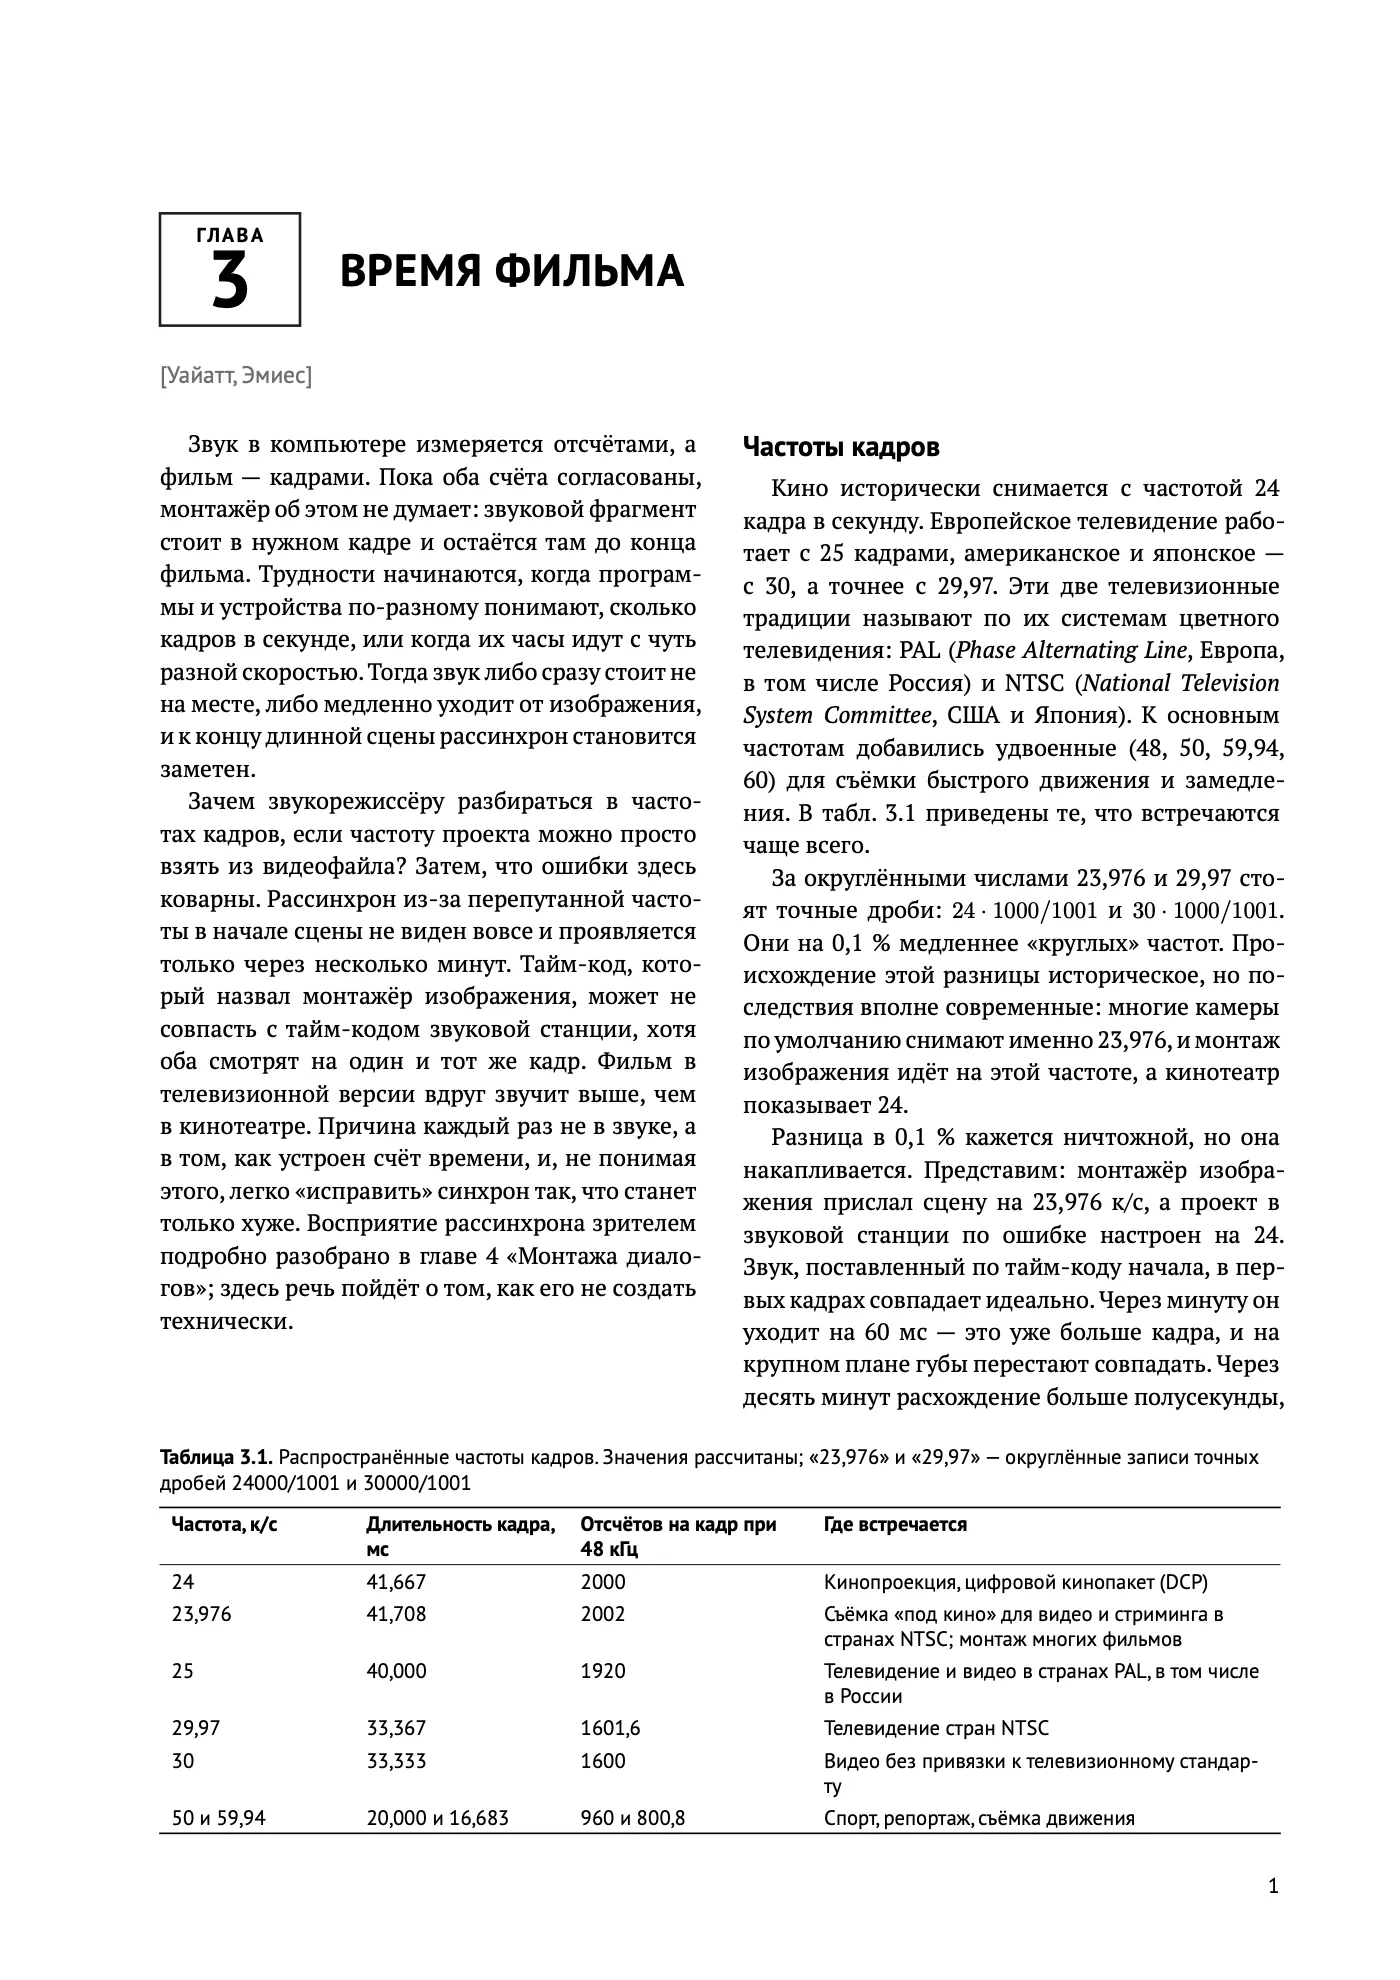 ГЛАВА
3
ВРЕМЯ ФИЛЬМА
[Уайатт, Эмиес]
Звук в компьютере измеряется отсчётами, а
фильм — кадрами. Пока оба счёта согласованы,
монтажёр об этом не думает: звуковой фрагмент
стоит в нужном кадре и остаётся там до конца
фильма. Трудности начинаются, когда програм-
мы и устройства по-разному понимают, сколько
кадров в секунде, или когда их часы идут с чуть
разной скоростью. Тогда звук либо сразу стоит не
на месте, либо медленно уходит от изображения,
и к концу длинной сцены рассинхрон становится
заметен.
Зачем звукорежиссёру разбираться в часто-
тах кадров, если частоту проекта можно просто
взять из видеофайла? Затем, что ошибки здесь
коварны. Рассинхрон из-за перепутанной часто-
ты в начале сцены не виден вовсе и проявляется
только через несколько минут. Тайм-код, кото-
рый назвал монтажёр изображения, может не
совпасть с тайм-кодом звуковой станции, хотя
оба смотрят на один и тот же кадр. Фильм в
телевизионной версии вдруг звучит выше, чем
в кинотеатре. Причина каждый раз не в звуке, а
в том, как устроен счёт времени, и, не понимая
этого, легко «исправить» синхрон так, что станет
только хуже. Восприятие рассинхрона зрителем
подробно разобрано в главе 4 «Монтажа диало-
гов»; здесь речь пойдёт о том, как его не создать
технически.
Частоты кадров
Кино исторически снимается с частотой 24
кадра в секунду. Европейское телевидение рабо-
тает с 25 кадрами, американское и японское —
с 30, а точнее с 29,97. Эти две телевизионные
традиции называют по их системам цветного
телевидения: PAL (Phase Alternating Line, Европа,
в том числе Россия) и NTSC (National Television
System Committee, США и Япония). К основным
частотам добавились удвоенные (48, 50, 59,94,
60) для съёмки быстрого движения и замедле-
ния. В табл. 3.1 приведены те, что встречаются
чаще всего.
За округлёнными числами 23,976 и 29,97 сто-
ят точные дроби: 24 · 1000/1001 и 30 · 1000/1001.
Они на 0,1 % медленнее «круглых» частот. Про-
исхождение этой разницы историческое, но по-
следствия вполне современные: многие камеры
по умолчанию снимают именно 23,976, и монтаж
изображения идёт на этой частоте, а кинотеатр
показывает 24.
Разница в 0,1 % кажется ничтожной, но она
накапливается. Представим: монтажёр изобра-
жения прислал сцену на 23,976 к/с, а проект в
звуковой станции по ошибке настроен на 24.
Звук, поставленный по тайм-коду начала, в пер-
вых кадрах совпадает идеально. Через минуту он
уходит на 60 мс — это уже больше кадра, и на
крупном плане губы перестают совпадать. Через
десять минут расхождение больше полусекунды,
Таблица 3.1. Распространённые частоты кадров. Значения рассчитаны; «23,976» и «29,97» — округлённые записи точных
дробей 24000/1001 и 30000/1001
Частота, к/с Длительность кадра, Отсчётов на кадр при Где встречается
мс 48 кГц
24 41,667 2000 Кинопроекция, цифровой кинопакет (DCP)
23,976 41,708 2002 Съёмка «под кино» для видео и стриминга в
странах NTSC; монтаж многих фильмов
25 40,000 1920 Телевидение и видео в странах PAL, в том числе
в России
29,97 33,367 1601,6 Телевидение стран NTSC
30 33,333 1600 Видео без привязки к телевизионному стандар-
ту
50 и 59,94 20,000 и 16,683 960 и 800,8 Спорт, репортаж, съёмка движения
1